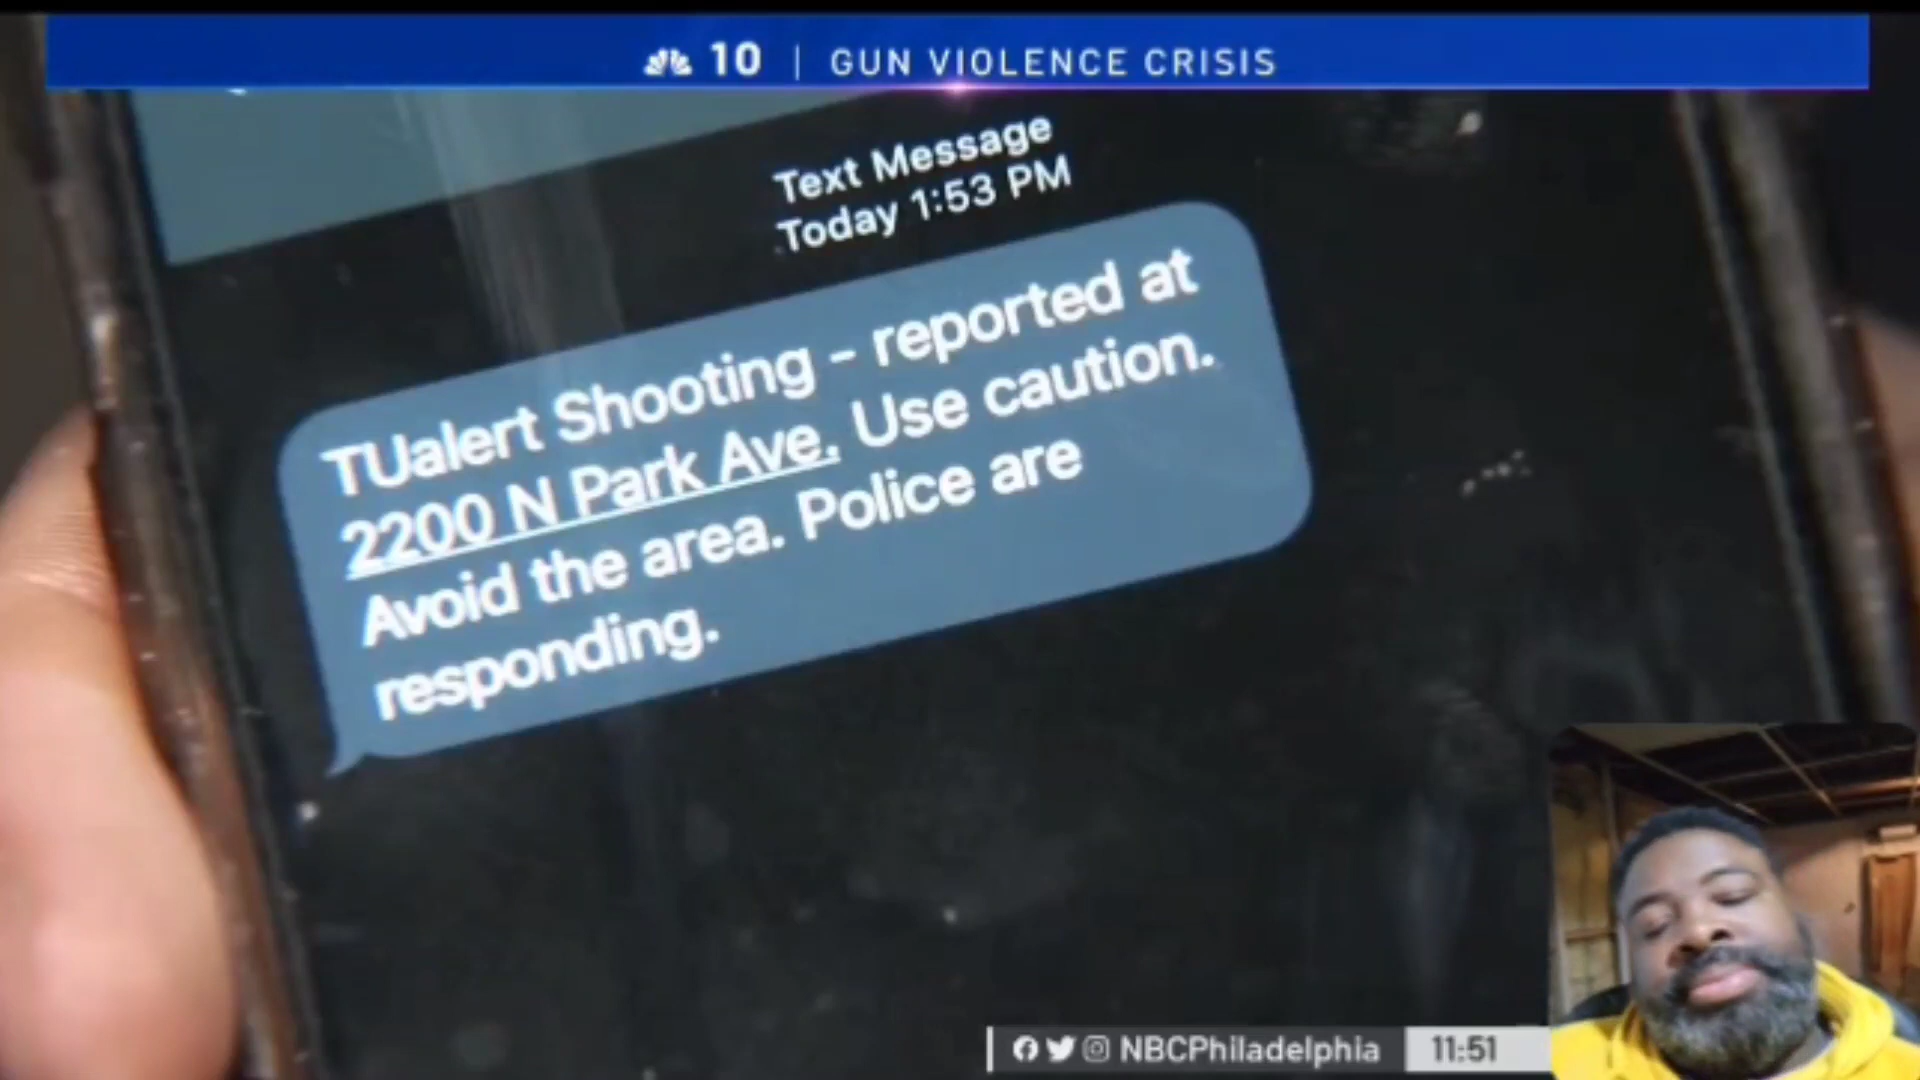 10 | GUN VIOLENCE CRISIS
Text Message
Today 1:53 PM
TUalert Shooting - reported at
2200 N Park Ave. Use caution.
Avoid the area. Police are
responding.
NBCPhiladelphia 11:51